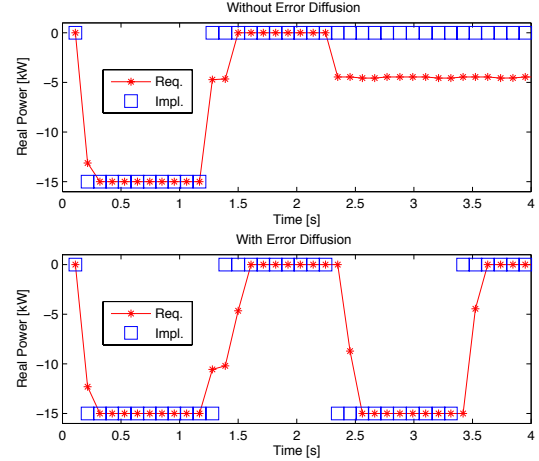 Without Error Diffusion
Real Power [kW]
0
−5
−10
−15
Req.
Impl.
0 0.5 1 1.5 2 2.5 3 3.5 4
Time [s]
With Error Diffusion
Real Power [kW]
0
−5
−10
−15
Req.
Impl.
0 0.5 1 1.5 2 2.5 3 3.5 4
Time [s]